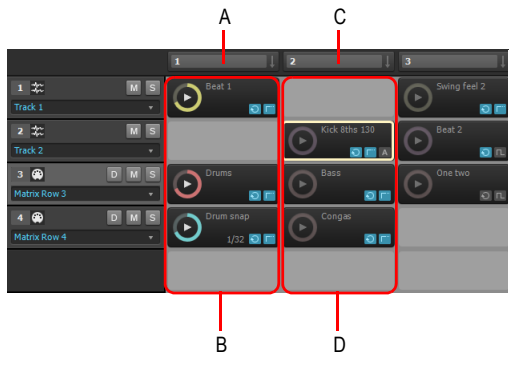 A C
1 2 3
1 M S Beat 1 Swing feel 2
Track 1
2 M S Kick 8ths 130 Beat 2
Track 2 A
3 D M S Drums Bass One two
Matrix Row 3
4 D M S Drum snap Congas
Matrix Row 4 1/32
B D